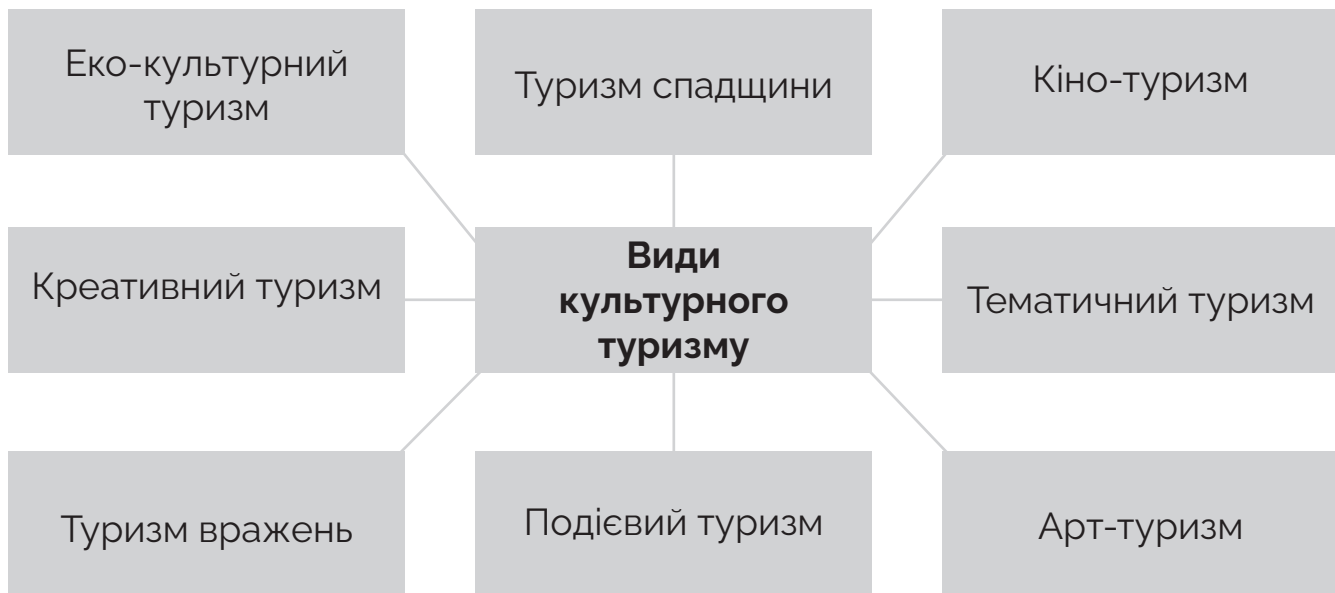 Еко-культурний
туризм
Туризм спадщини
Кіно-туризм
Креативний туризм
Види
культурного
туризму
Тематичний туризм
Туризм вражень
Подієвий туризм
Арт-туризм